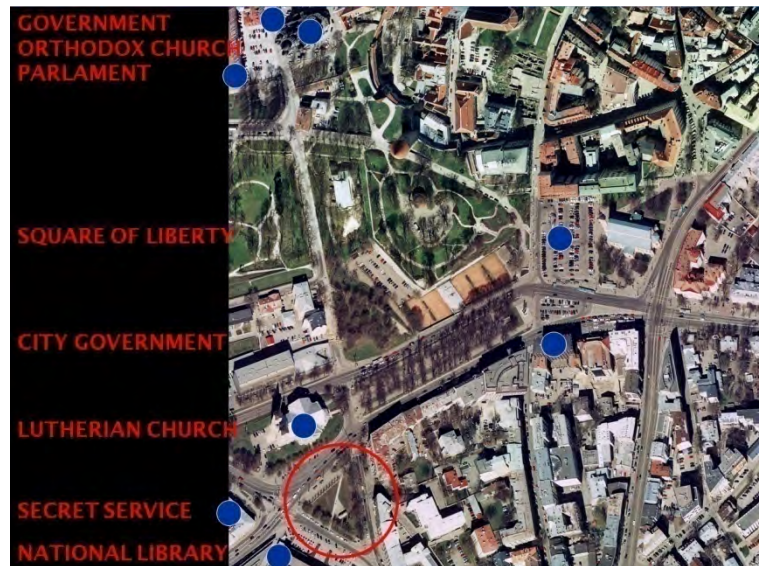 GOVERNMENT
ORTHODOX CHURCH
PARLAMENT
SQUARE OF LIBERTY
CITY GOVERNMENT
LUTHERIAN CHURCH
SECRET SERVICE
NATIONAL LIBRARY